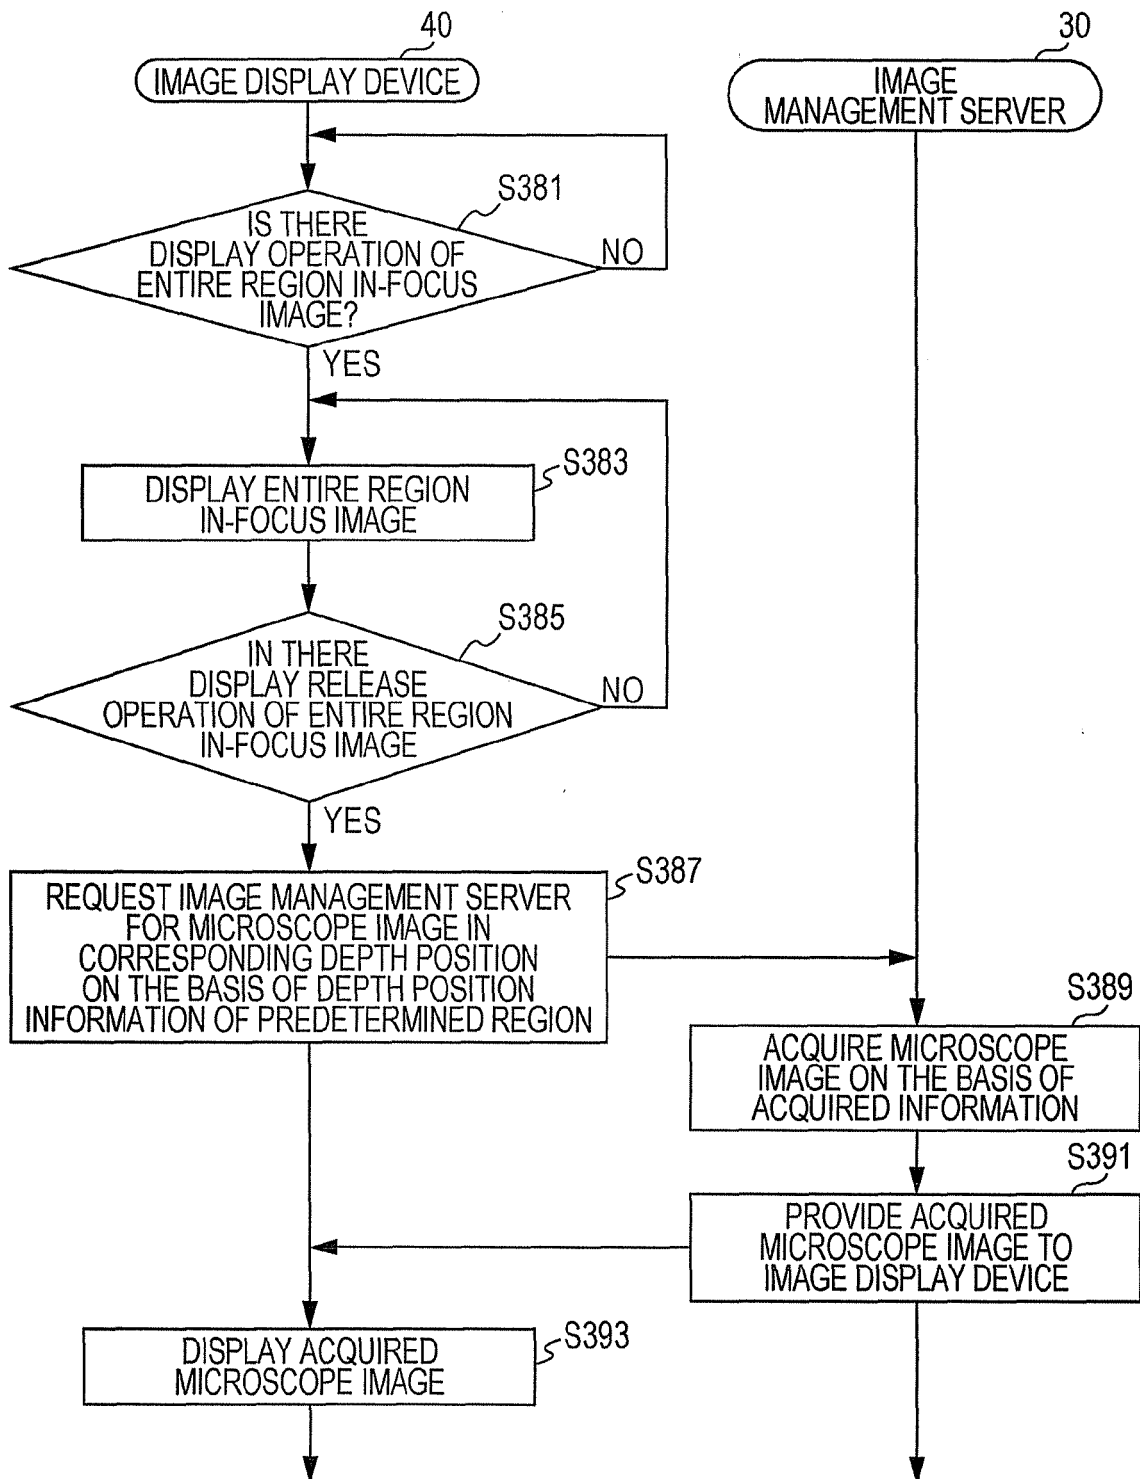 40
IMAGE DISPLAY DEVICE
30
IMAGE
MANAGEMENT SERVER
S381
IS THERE
DISPLAY OPERATION OF
ENTIRE REGION IN-FOCUS
IMAGE?
NO
YES
S383
DISPLAY ENTIRE REGION
IN-FOCUS IMAGE
S385
IN THERE
DISPLAY RELEASE
OPERATION OF ENTIRE REGION
IN-FOCUS IMAGE
NO
YES
S387
REQUEST IMAGE MANAGEMENT SERVER
FOR MICROSCOPE IMAGE IN
CORRESPONDING DEPTH POSITION
ON THE BASIS OF DEPTH POSITION
INFORMATION OF PREDETERMINED REGION
S389
ACQUIRE MICROSCOPE
IMAGE ON THE BASIS OF
ACQUIRED INFORMATION
S391
PROVIDE ACQUIRED
MICROSCOPE IMAGE TO
IMAGE DISPLAY DEVICE
S393
DISPLAY ACQUIRED
MICROSCOPE IMAGE